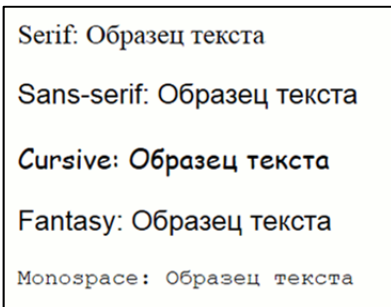 Serif: Образец текста
Sans-serif: Образец текста
Cursive: Образец текста
Fantasy: Образец текста
Monospace: Образец текста